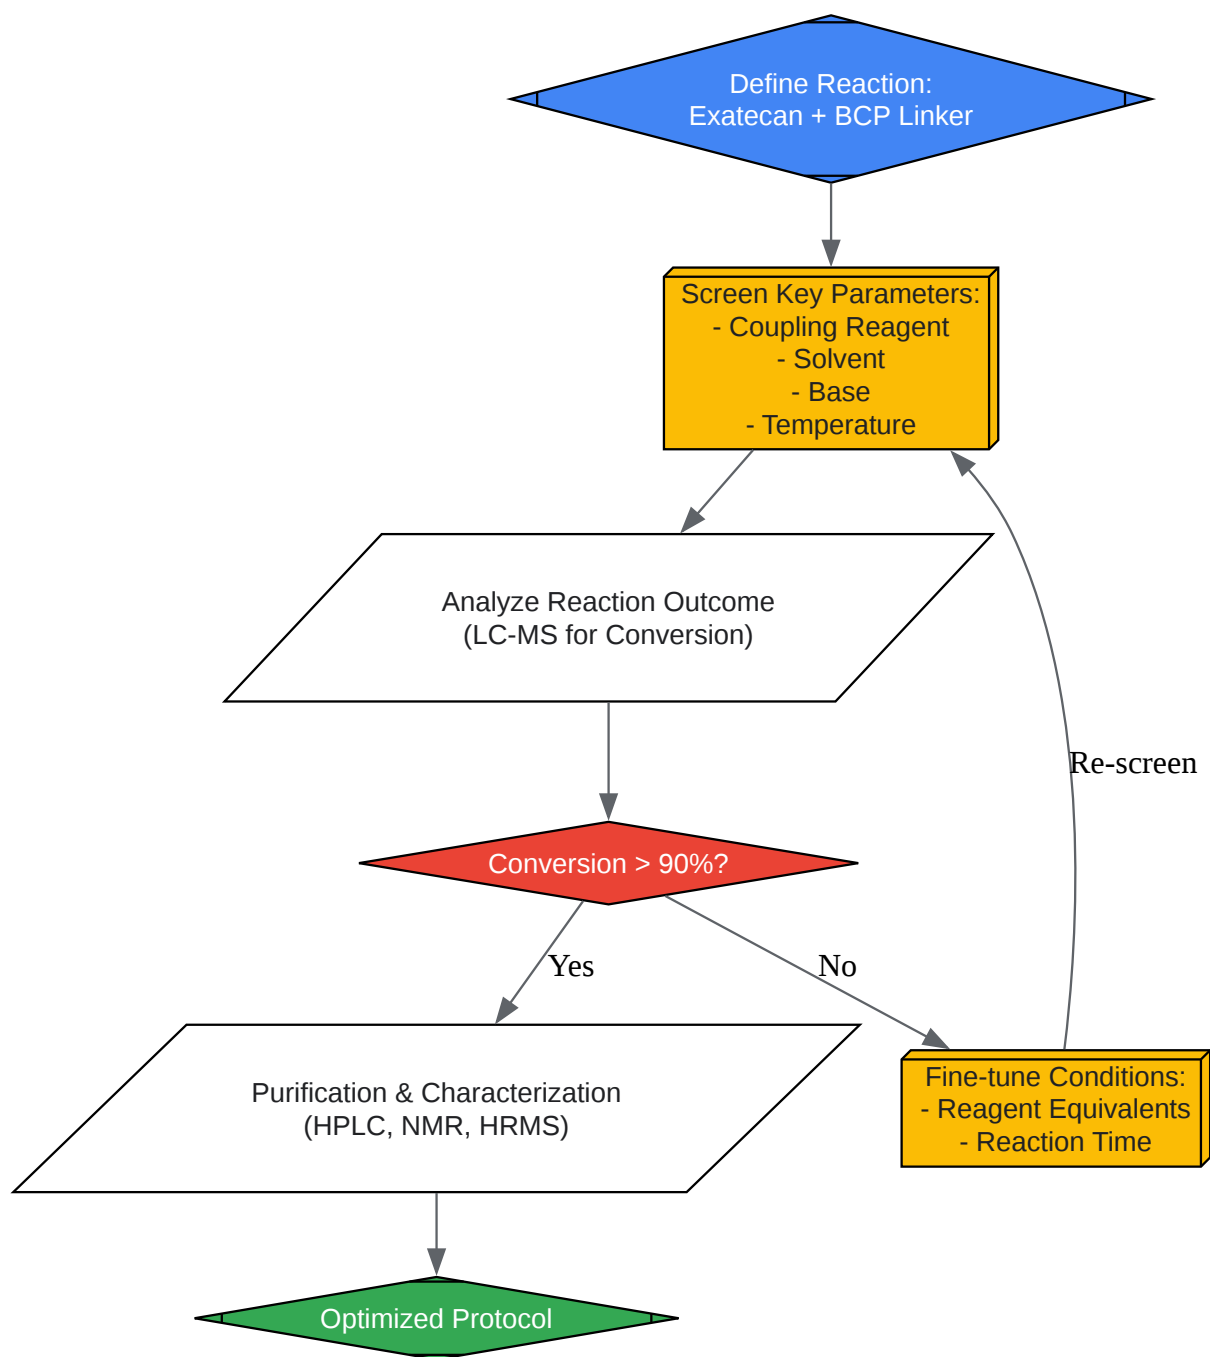 Define Reaction:
Exatecan + BCP Linker
Screen Key Parameters:
- Coupling Reagent
- Solvent
- Base
- Temperature
Analyze Reaction Outcome
(LC-MS for Conversion)
Re-screen
Conversion > 90%?
Yes
No
Purification & Characterization
(HPLC, NMR, HRMS)
Fine-tune Conditions:
- Reagent Equivalents
- Reaction Time
Optimized Protocol